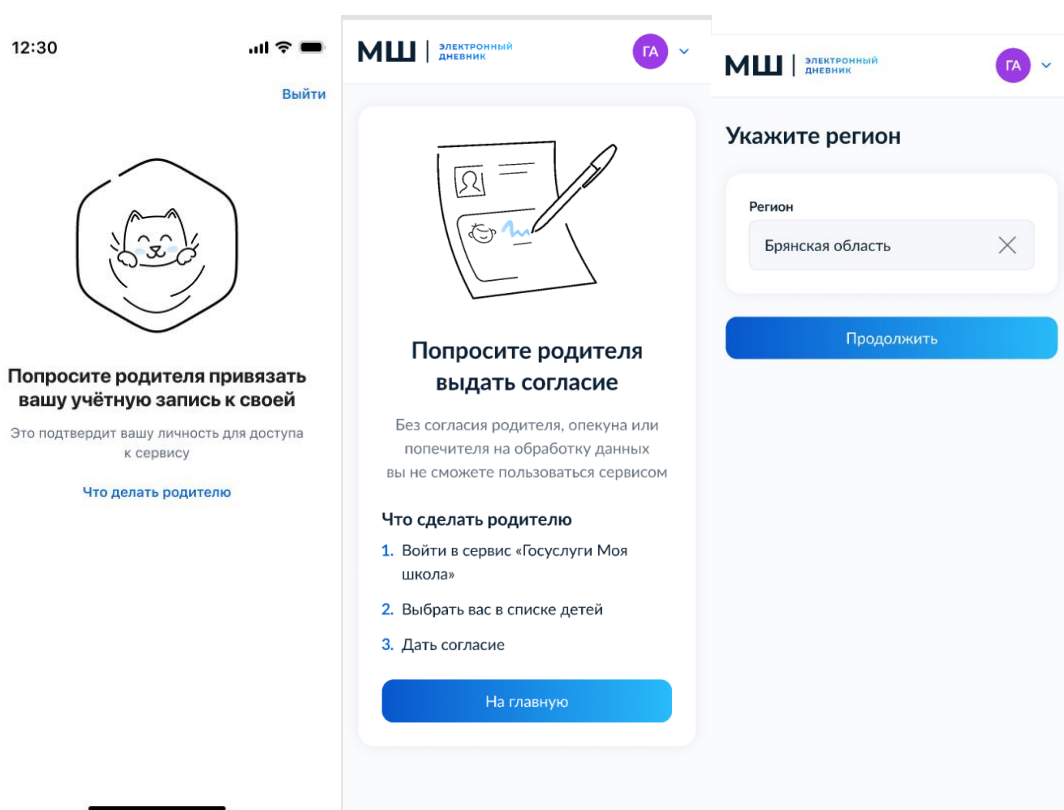 12:30
Выйти
Попросите родителя привязать
вашу учётную запись к своей
Это подтвердит вашу личность для доступа
к сервису
Что делать родителю
МШ
ЭЛЕКТРОННЫЙ
ДНЕВНИК
ГА
Попросите родителя
выдать согласие
Без согласия родителя, опекуна или
попечителя на обработку данных
вы не сможете пользоваться сервисом
Что сделать родителю
1. Войти в сервис «Госуслуги Моя
школа»
2. Выбрать вас в списке детей
3. Дать согласие
На главную
МШ
ЭЛЕКТРОННЫЙ
ДНЕВНИК
ГА
Укажите регион
Регион
Брянская область
Продолжить